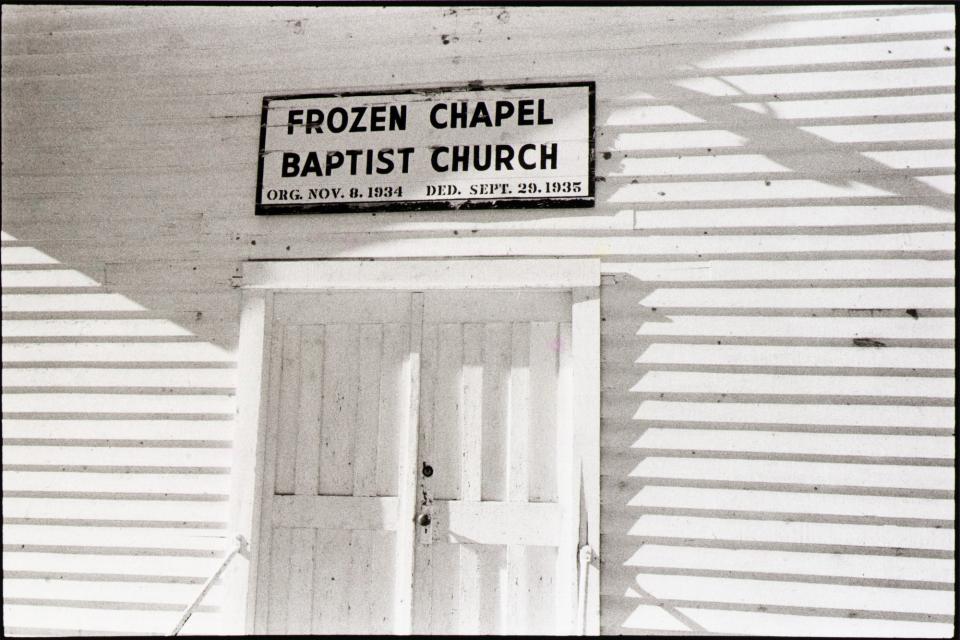 FROZEN CHAPEL
BAPTIST CHURCH
ORG. NOV. 8. 1934 DED. SEPT. 29. 1935